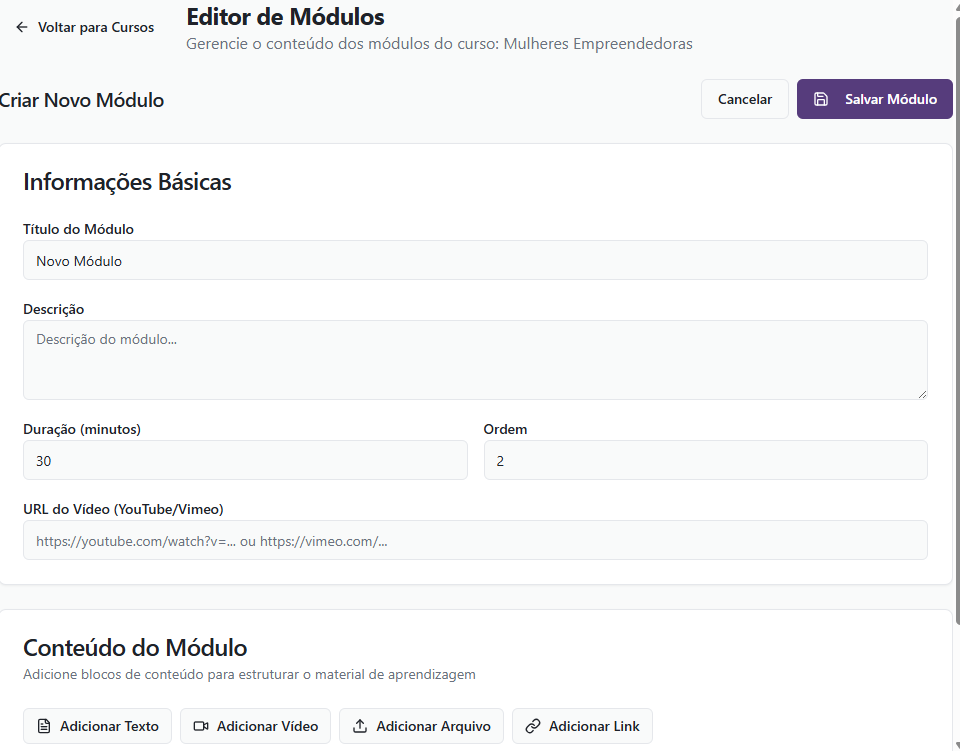 Voltar para Cursos
Editor de Módulos
Gerencie o conteúdo dos módulos do curso: Mulheres Empreendedoras
Criar Novo Módulo
Cancelar
Salvar Módulo
Informações Básicas
Título do Módulo
Novo Módulo
Descrição
Descrição do módulo...
Duração (minutos)
Ordem
30
2
URL do Vídeo (YouTube/Vimeo)
https://youtube.com/watch?v=... ou https://vimeo.com/...
Conteúdo do Módulo
Adicione blocos de conteúdo para estruturar o material de aprendizagem
Adicionar Texto
Adicionar Vídeo
Adicionar Arquivo
Adicionar Link